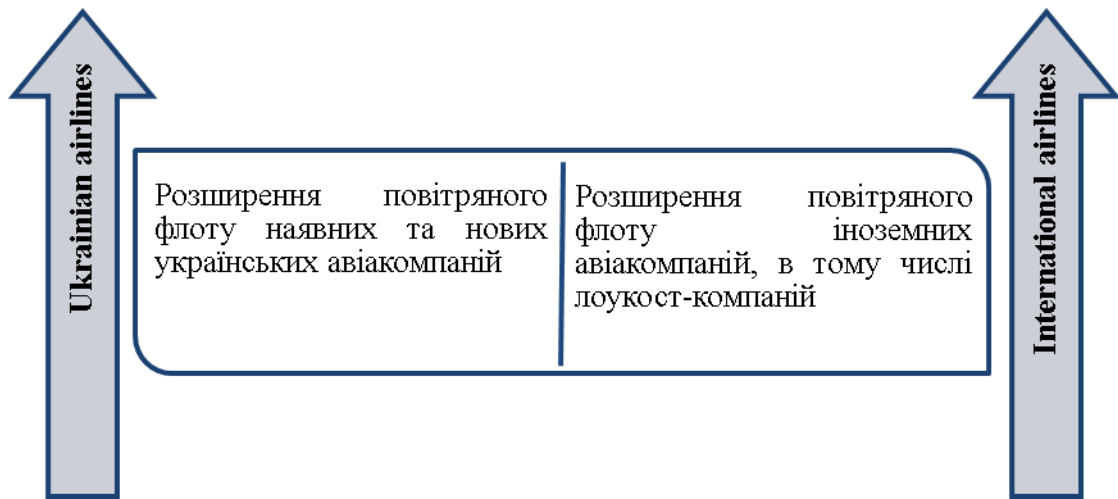 Ukrainian airlines
Розширення повітряного
флоту наявних та нових
українських авіакомпаній
Розширення повітряного
флоту іноземних
авіакомпаній, в тому числі
лоукост-компаній
International airlines